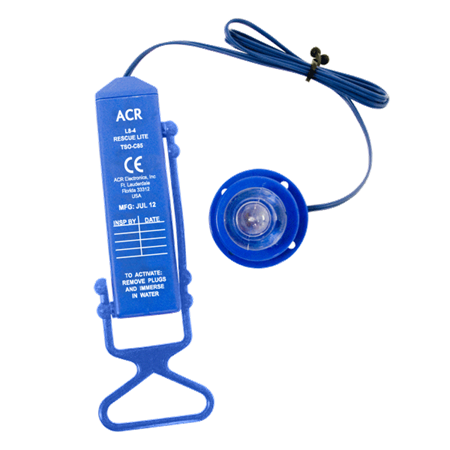 ACR
L8-4
RESCUE LITE
TSO-C85
CE
ACR Electronics, Inc
Ft. Lauderdale
Florida 33312
USA
MFG: JUL 12
INSP BY DATE
TO ACTIVATE:
REMOVE PLUGS
AND IMMERSE
IN WATER